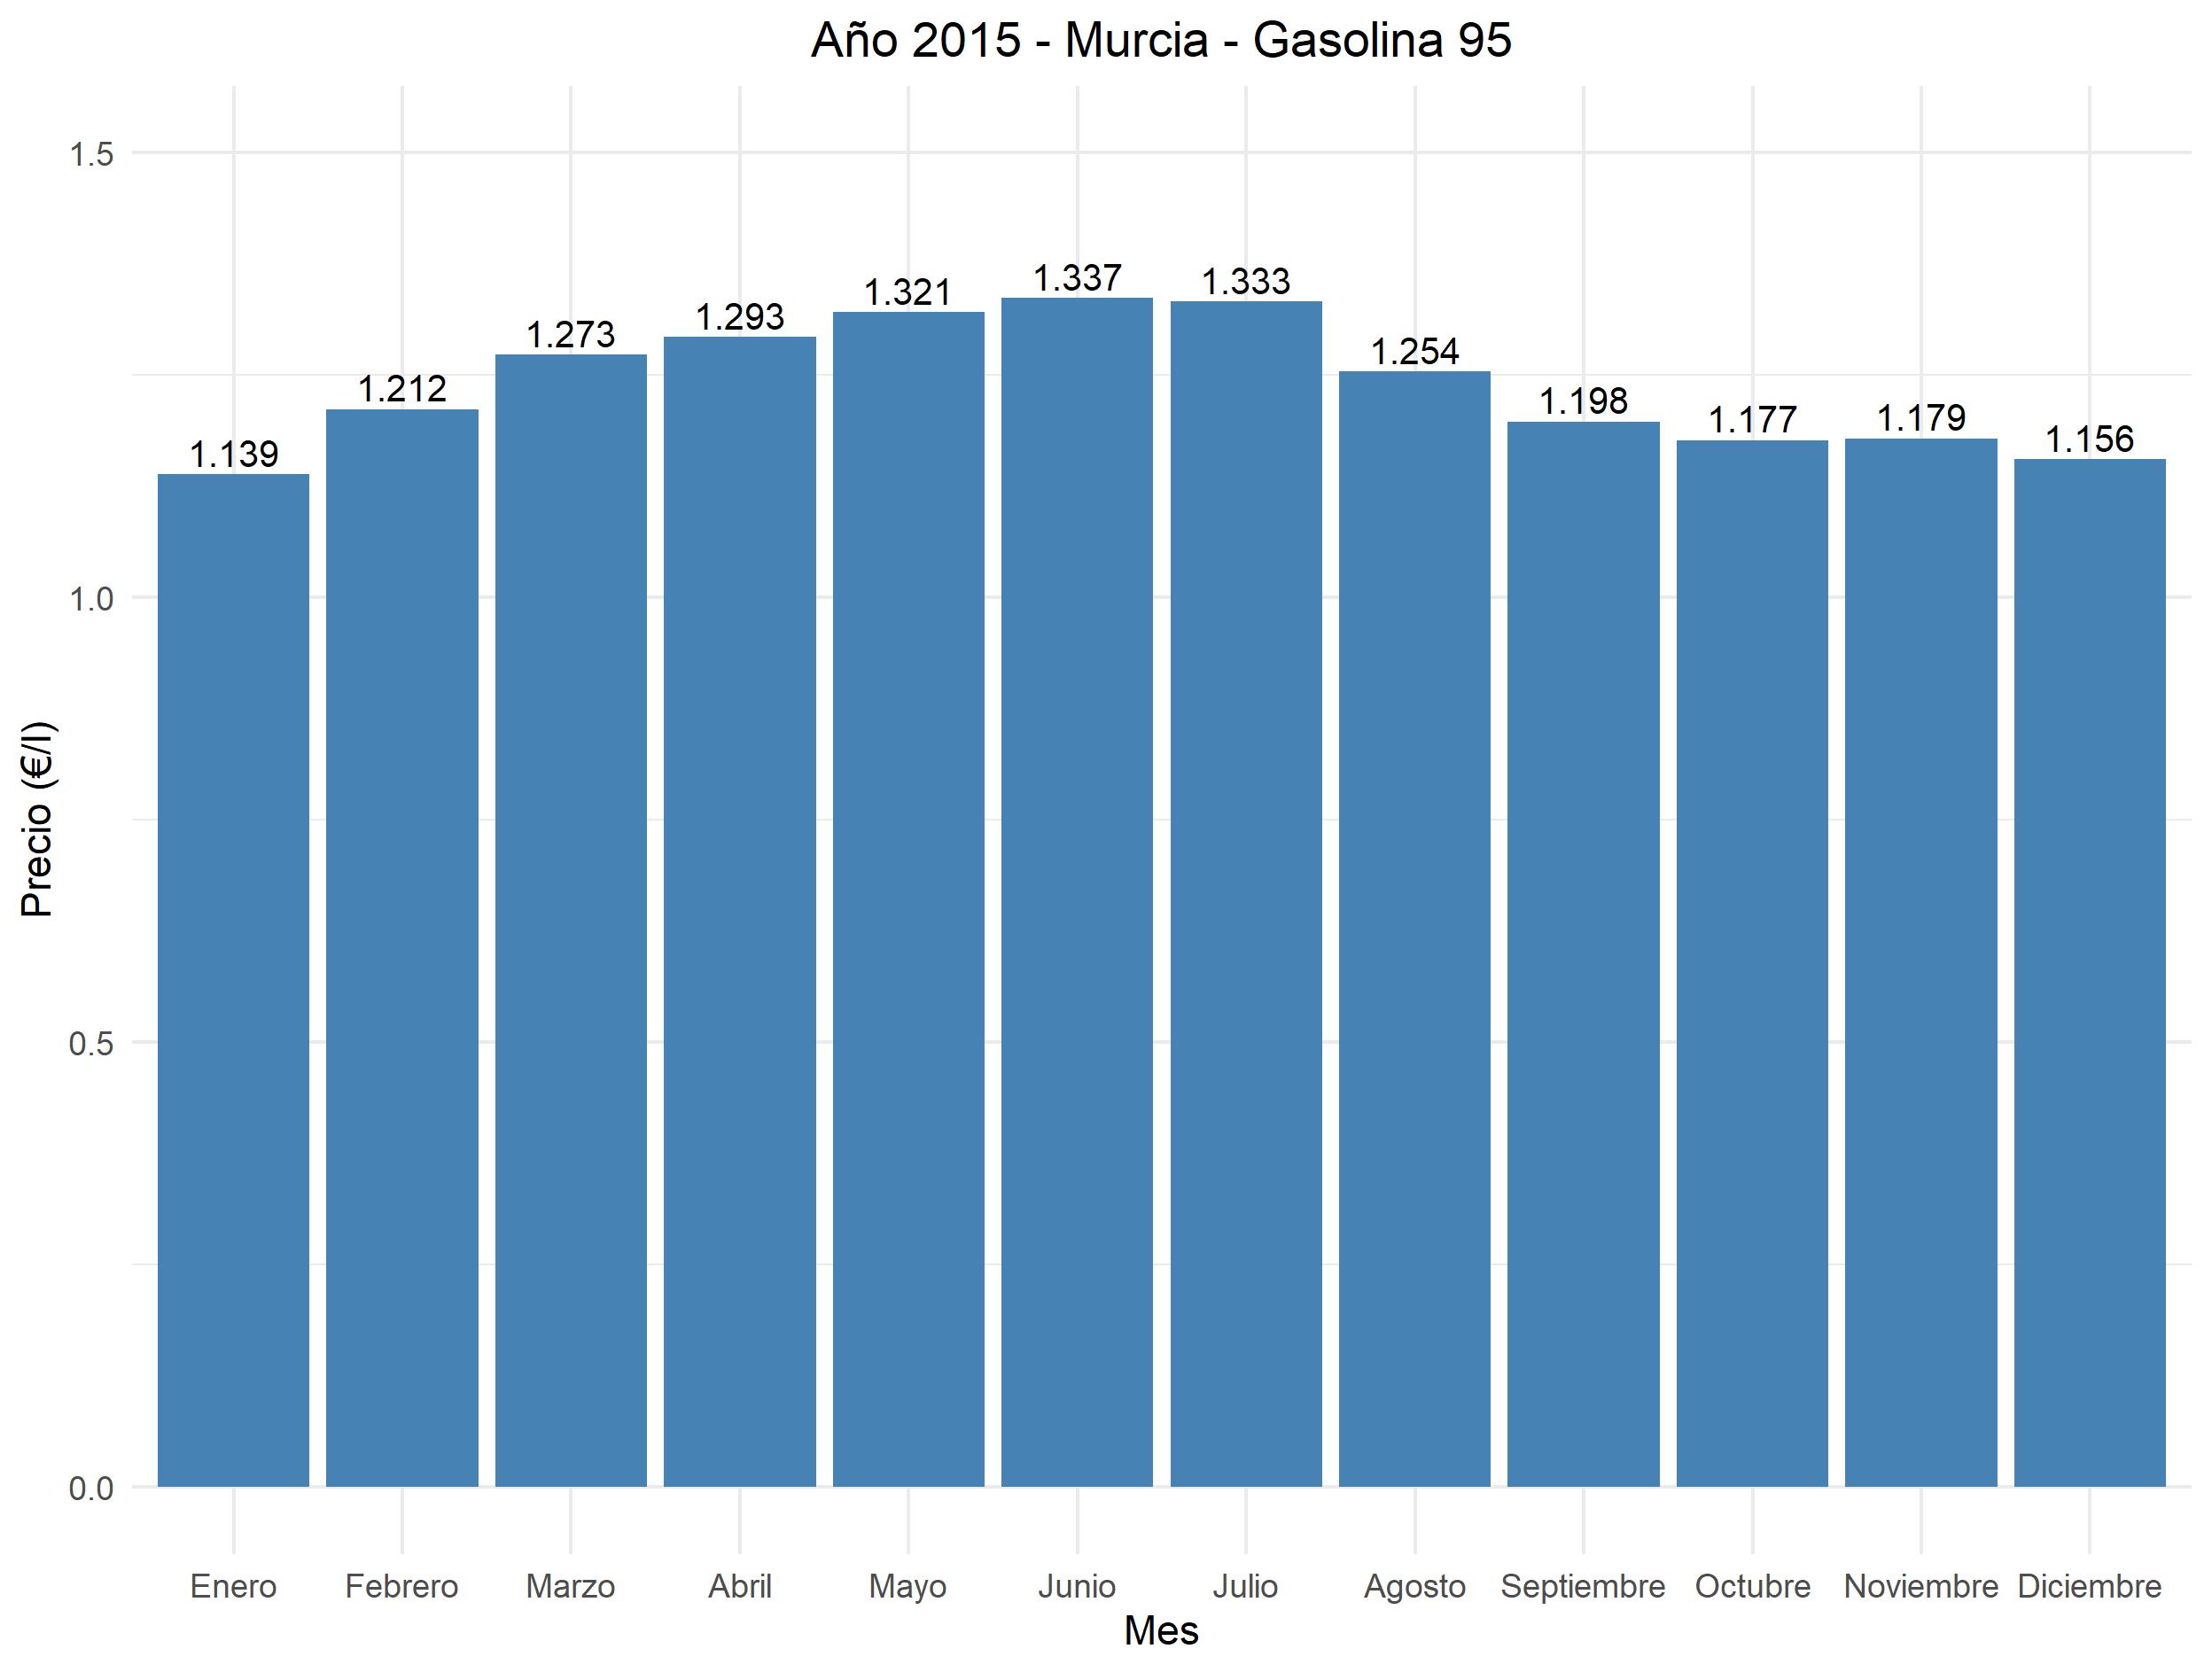 Año 2015 - Murcia - Gasolina 95
Precio (€/l)
1.5
1.0
0.5
0.0
1.139 1.212 1.273 1.293 1.321 1.337 1.333 1.254 1.198 1.177 1.179 1.156
Enero Febrero Marzo Abril Mayo Junio Julio Agosto Septiembre Octubre Noviembre Diciembre
Mes